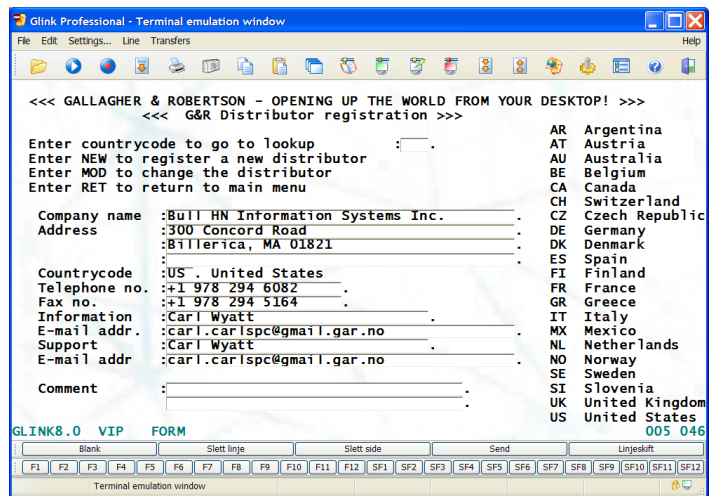 Glink Professional - Terminal emulation window
File Edit Settings... Line Transfers Help
<<< GALLAGHER & ROBERTSON - OPENING UP THE WORLD FROM YOUR DESKTOP! >>>
<<< G&R Distributor registration >>>
AR Argentina
Enter countrycode to go to lookup : . AT Austria
Enter NEW to register a new distributor AU Australia
Enter MOD to change the distributor BE Belgium
Enter RET to return to main menu CA Canada
CH Switzerland
Company name :Bull HN Information Systems Inc. . CZ Czech Republic
Address :300 Concord Road . DE Germany
:Billerica, MA 01821 . DK Denmark
: . ES Spain
Countrycode :US . United States FI Finland
Telephone no. :+1 978 294 6082 . FR France
Fax no. :+1 978 294 5164 . GR Greece
Information :Carl Wyatt . IT Italy
E-mail addr. :carl.carlspc@gmail.gar.no . MX Mexico
Support :Carl Wyatt . NL Netherlands
E-mail addr :carl.carlspc@gmail.gar.no . NO Norway
SE Sweden
Comment : . SI Slovenia
. UK United Kingdom
US United States
GLINK8.0 VIP FORM 005 046
Blank Slett linje Slett side Send Linjeskift
F1 F2 F3 F4 F5 F6 F7 F8 F9 F10 F11 F12 SF1 SF2 SF3 SF4 SF5 SF6 SF7 SF8 SF9 SF10 SF11 SF12
Terminal emulation window